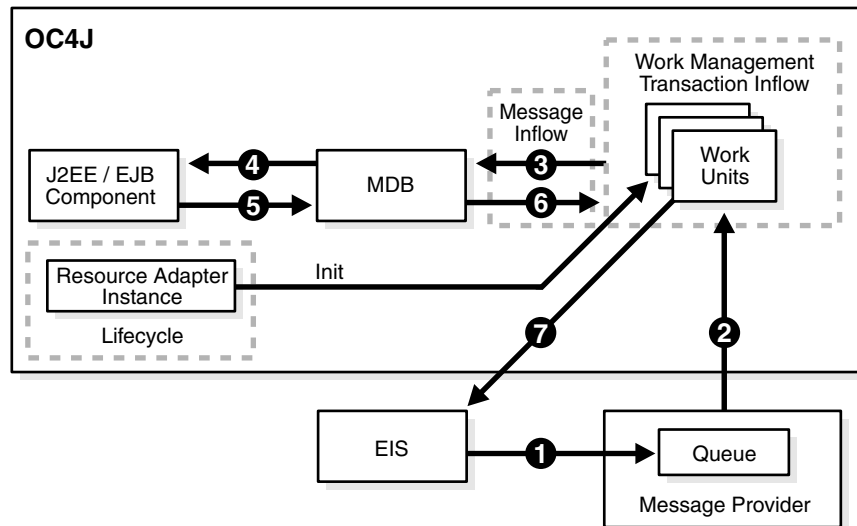 OC4J
Work Management
Transaction Inflow
Message
Inflow
Work
Units
3
4
MDB
J2EE / EJB
Component
5
6
Resource Adapter
Instance
Init
Lifecycle
7
2
EIS
1
Queue
Message Provider